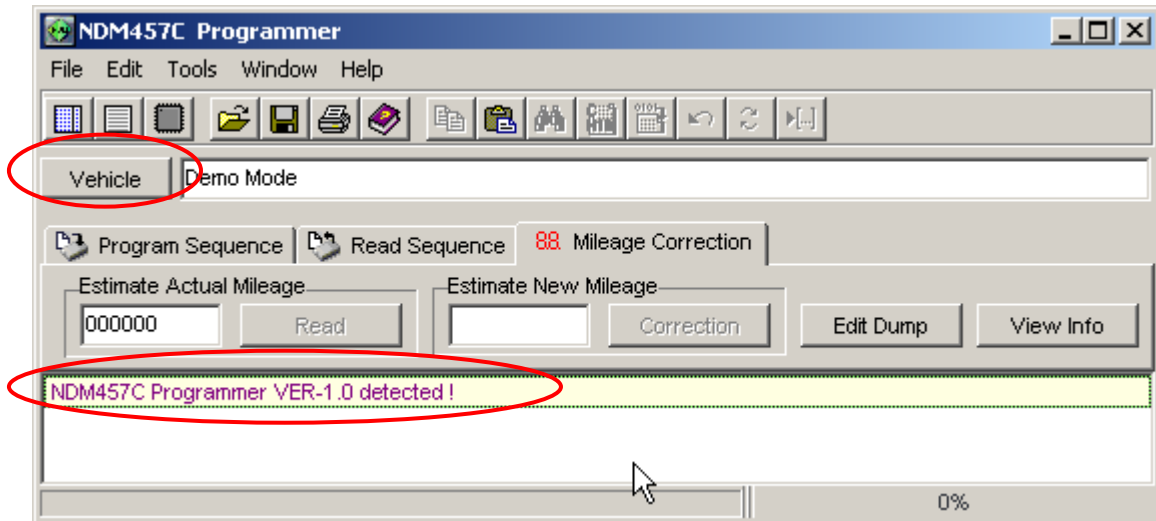 NDM457C Programmer
File Edit Tools Window Help
Vehicle Demo Mode
Program Sequence Read Sequence 88 Mileage Correction
Estimate Actual Mileage Estimate New Mileage
000000 Read Correction Edit Dump View Info
NDM457C Programmer VER-1.0 detected !
0%